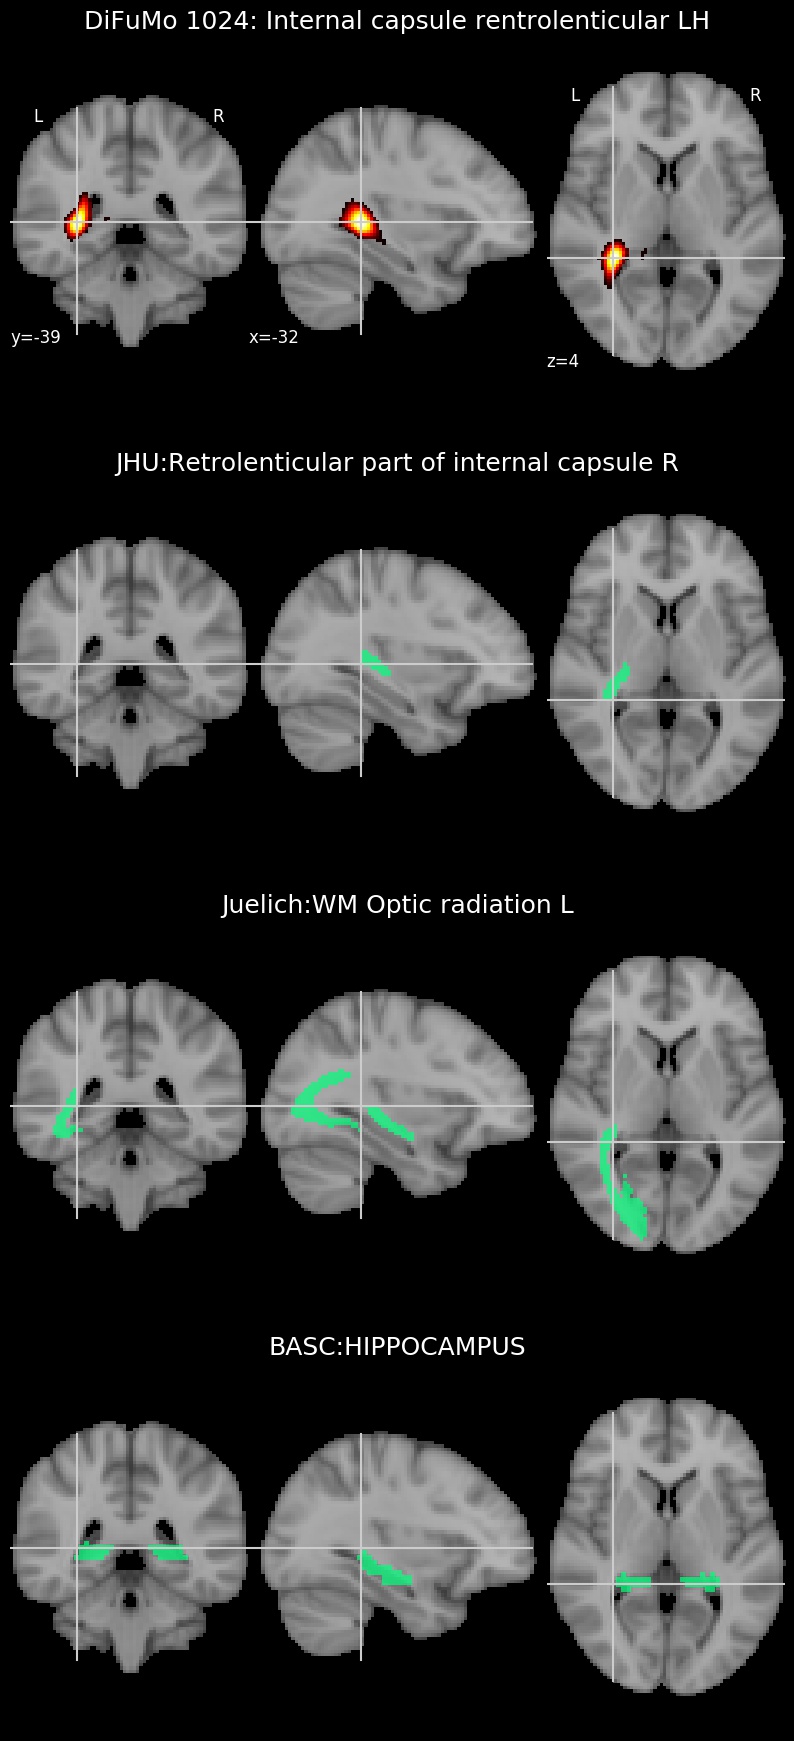 DiFuMo 1024: Internal capsule rentrolenticular LH
L R L R
y=-39 x=-32 z=4
JHU:Retrolenticular part of internal capsule R
Juelich:WM Optic radiation L
BASC:HIPPOCAMPUS